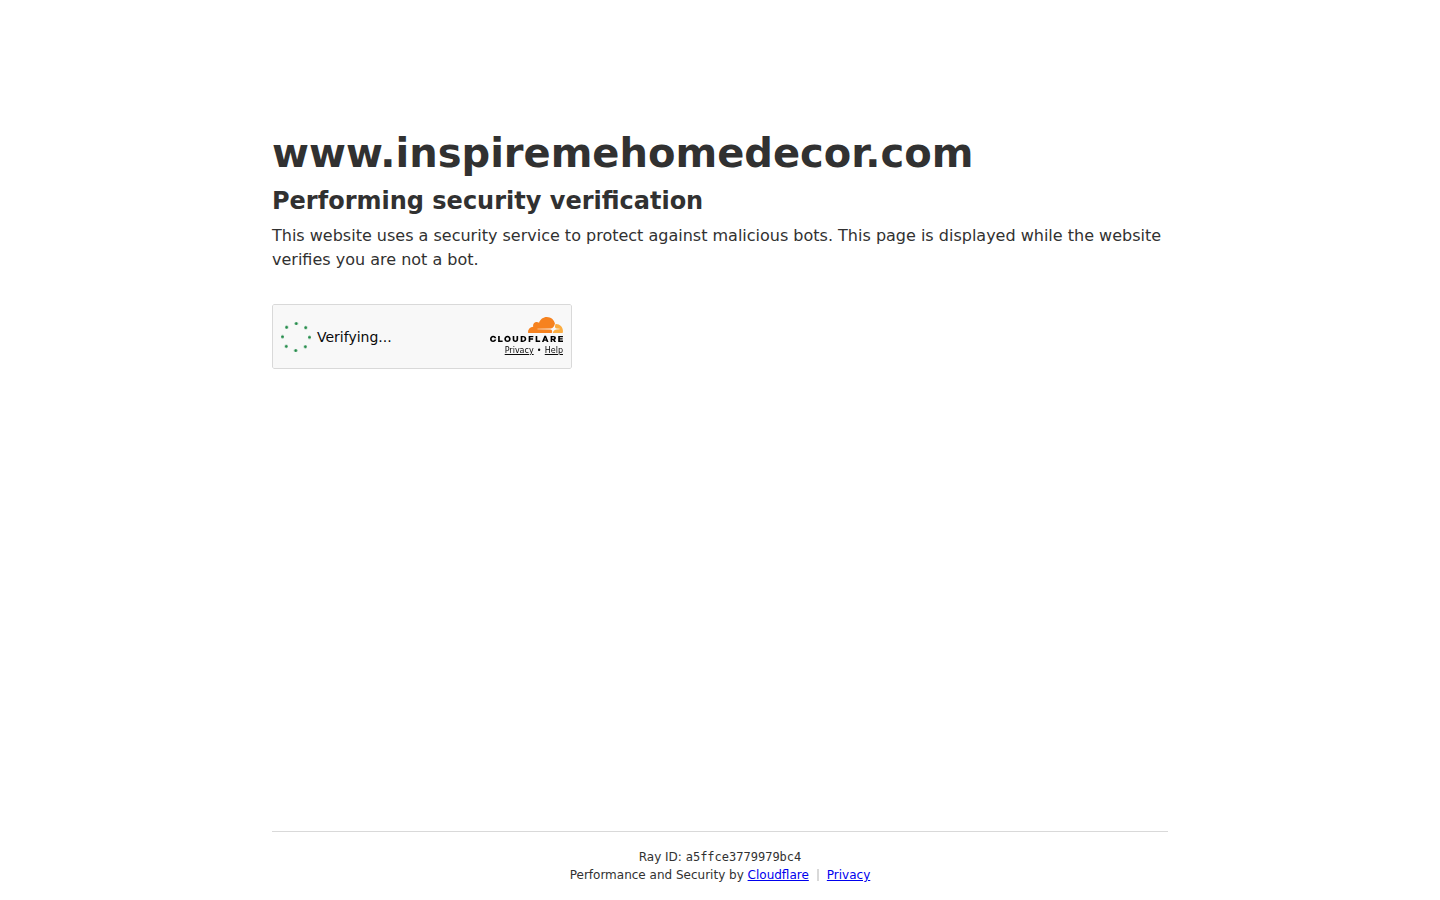 www.inspiremehomedecor.com
Performing security verification
This website uses a security service to protect against malicious bots. This page is displayed while the website
verifies you are not a bot.
Verifying...
CLOUDFLARE
Privacy • Help
Ray ID: a5ffce3779979bc4
Performance and Security by Cloudflare | Privacy